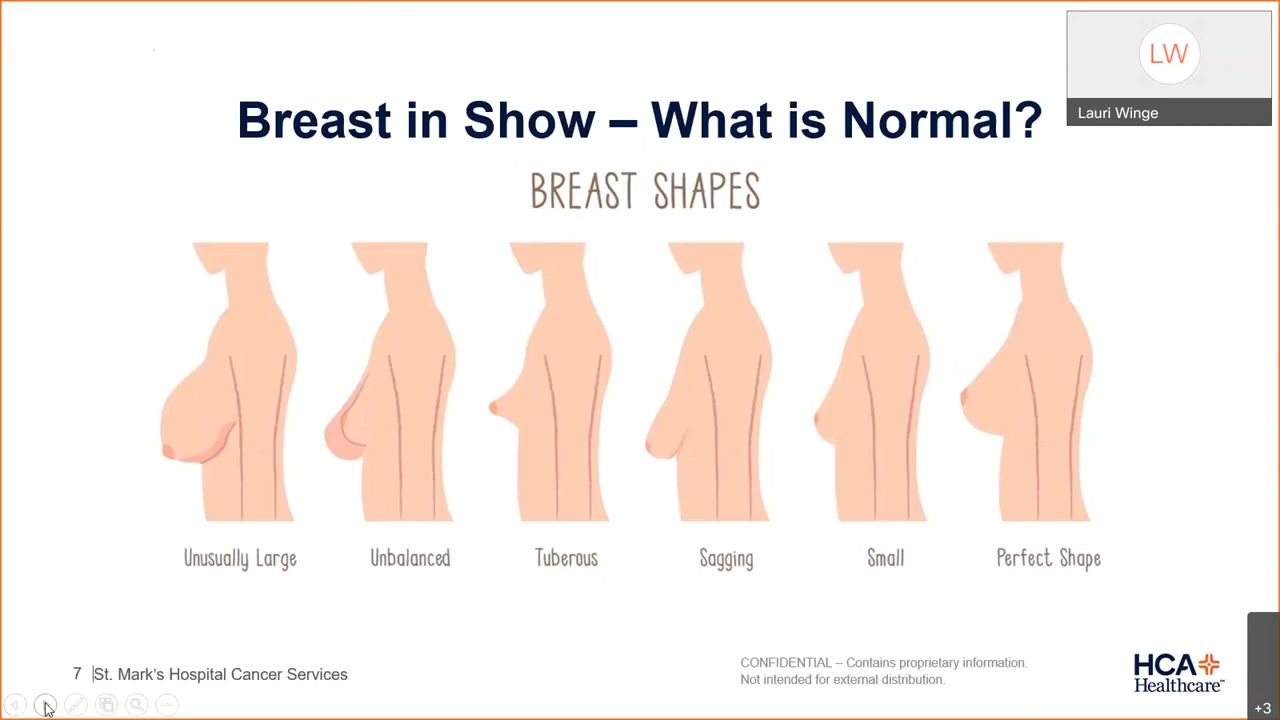 LW
Lauri Winge
Breast in Show – What is Normal?
BREAST SHAPES
Unusually Large
Unbalanced
Tuberous
Sagging
Small
Perfect Shape
7
St. Mark's Hospital Cancer Services
CONFIDENTIAL – Contains proprietary information.
Not intended for external distribution.
HCA
Healthcare™
+3